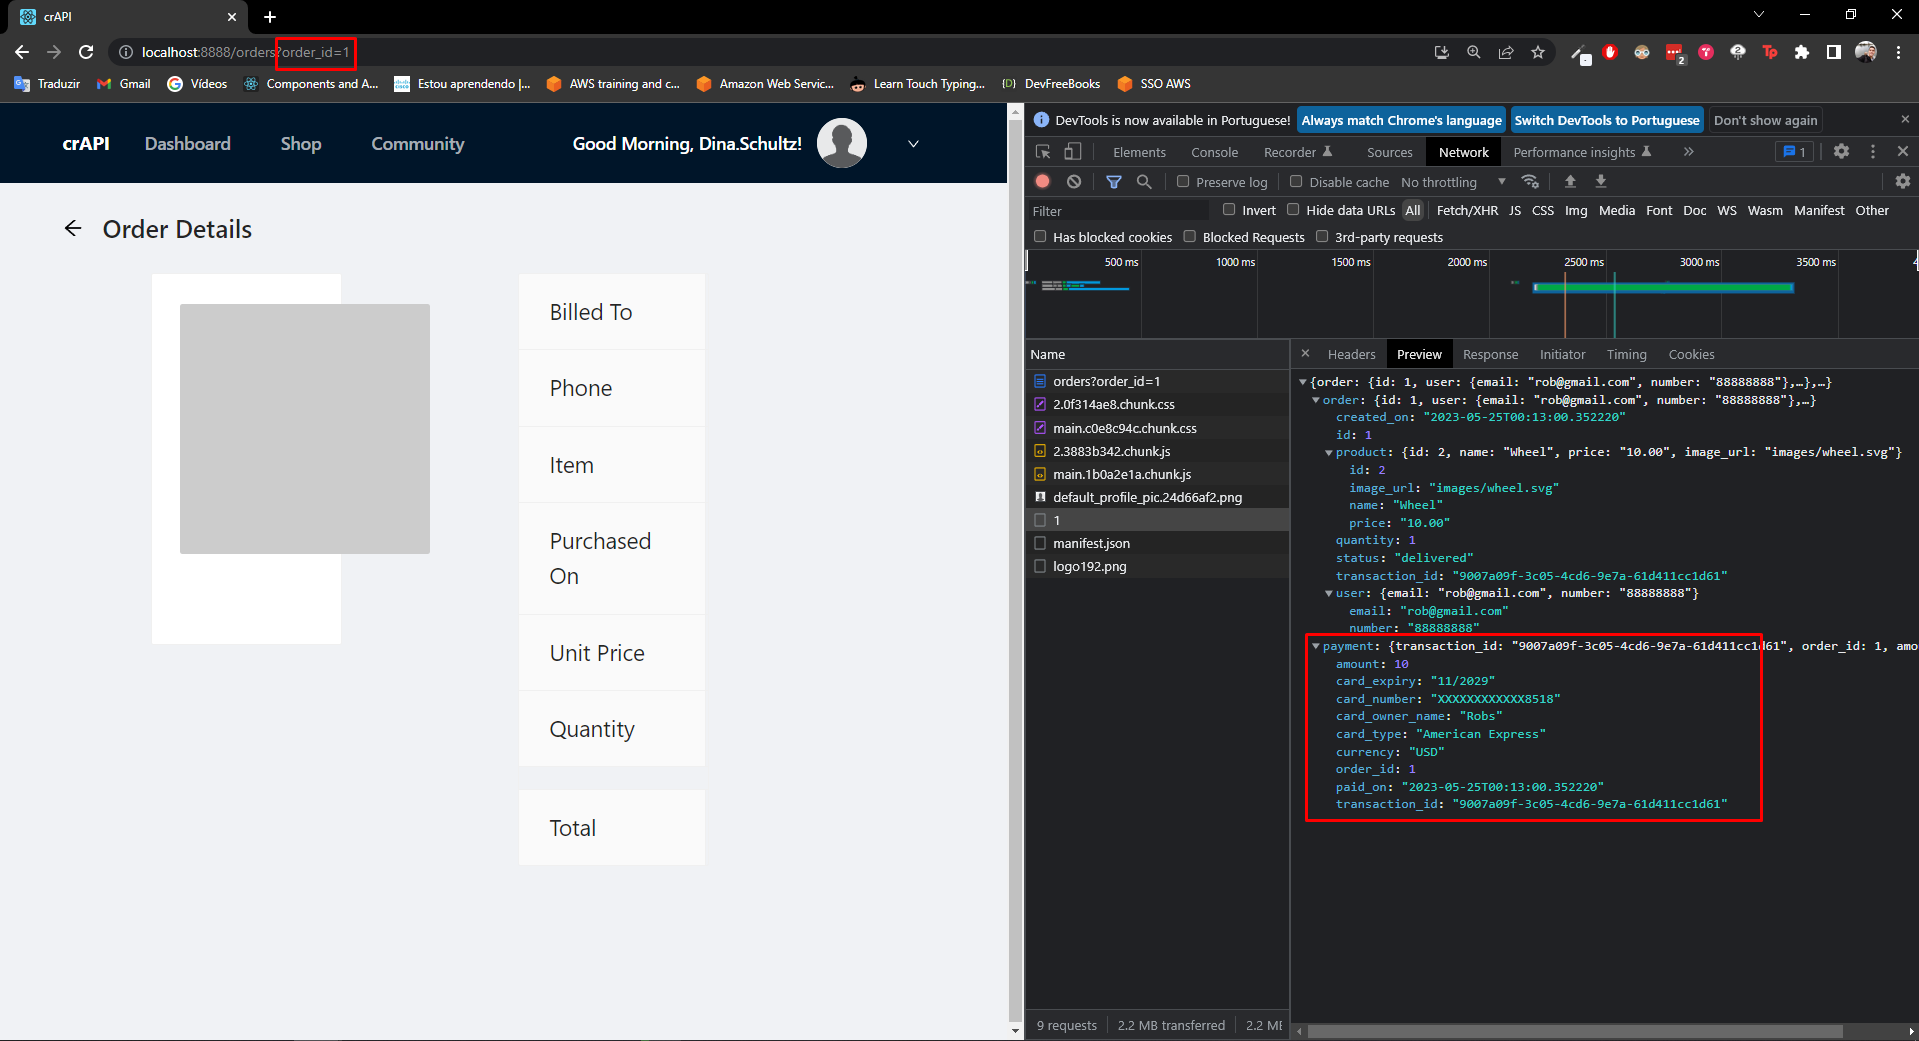 crAPI
localhost:8888/orders?order_id=1
2
Traduzir Gmail Vídeos Components and A... Estou aprendendo |... AWS training and c... Amazon Web Servic... Learn Touch Typing... DevFreeBooks SSO AWS
crAPI Dashboard Shop Community Good Morning, Dina.Schultz!
Order Details
Billed To
Phone
Item
Purchased
On
Unit Price
Quantity
Total
DevTools is now available in Portuguese! Always match Chrome's language Switch DevTools to Portuguese Don't show again
Elements Console Recorder Sources Network Performance insights 1
Preserve log Disable cache No throttling
Filter Invert Hide data URLs All Fetch/XHR JS CSS Img Media Font Doc WS Wasm Manifest Other
Has blocked cookies Blocked Requests 3rd-party requests
500 ms 1000 ms 1500 ms 2000 ms 2500 ms 3000 ms 3500 ms
Name
orders?order_id=1
2.0f314ae8.chunk.css
main.c0e8c94c.chunk.css
2.3883b342.chunk.js
main.1b0a2e1a.chunk.js
default_profile_pic.24d66af2.png
1
manifest.json
logo192.png
9 requests 2.2 MB transferred 2.2 ME
Headers Preview Response Initiator Timing Cookies
{order: {id: 1, user: {email: "rob@gmail.com", number: "88888888"},…},…}
order: {id: 1, user: {email: "rob@gmail.com", number: "88888888"},…}
created_on: "2023-05-25T00:13:00.352220"
id: 1
product: {id: 2, name: "Wheel", price: "10.00", image_url: "images/wheel.svg"}
id: 2
image_url: "images/wheel.svg"
name: "Wheel"
price: "10.00"
quantity: 1
status: "delivered"
transaction_id: "9007a09f-3c05-4cd6-9e7a-61d411cc1d61"
user: {email: "rob@gmail.com", number: "88888888"}
email: "rob@gmail.com"
number: "88888888"
payment: {transaction_id: "9007a09f-3c05-4cd6-9e7a-61d411cc1d61", order_id: 1, amo
amount: 10
card_expiry: "11/2029"
card_number: "XXXXXXXXXXXX8518"
card_owner_name: "Robs"
card_type: "American Express"
currency: "USD"
order_id: 1
paid_on: "2023-05-25T00:13:00.352220"
transaction_id: "9007a09f-3c05-4cd6-9e7a-61d411cc1d61"